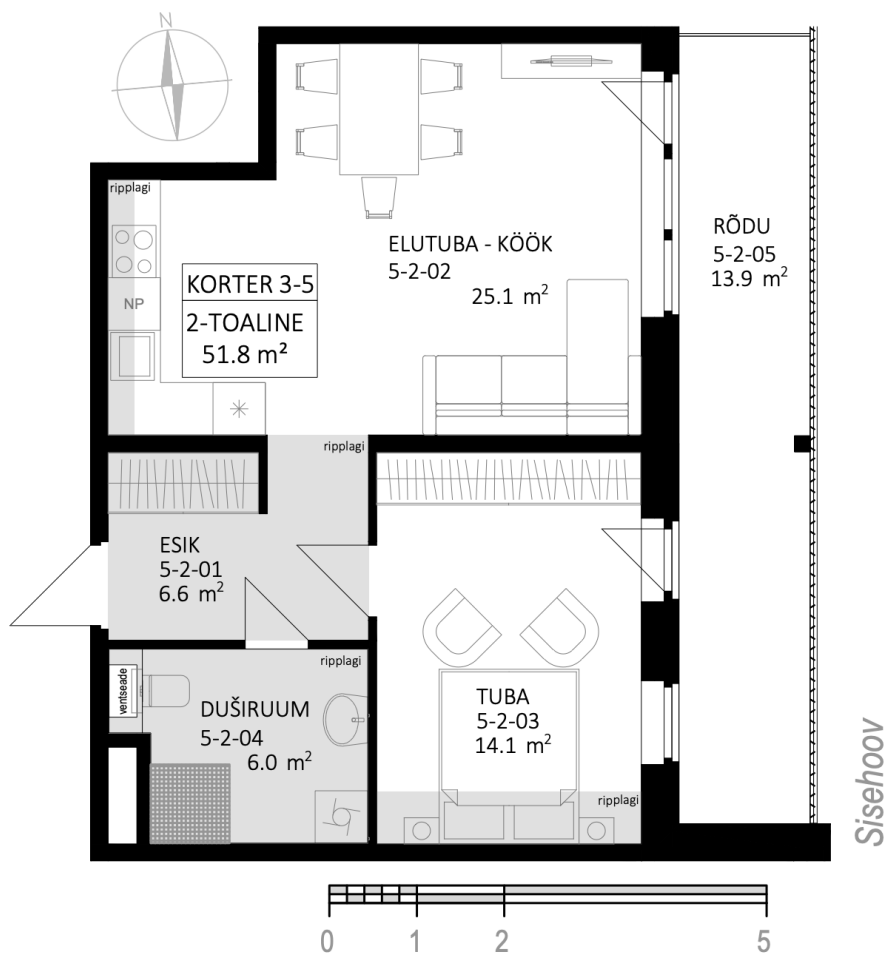 N
ripplagi
NP
KORTER 3-5
2-TOALINE
51.8 m²
ELUTUBA - KÖÖK
5-2-02
25.1 m²
RÕDU
5-2-05
13.9 m²
ripplagi
ESIK
5-2-01
6.6 m²
ripplagi
ventseade
DUŠIRUUM
5-2-04
6.0 m²
TUBA
5-2-03
14.1 m²
ripplagi
Sisehoov
0 1 2 5